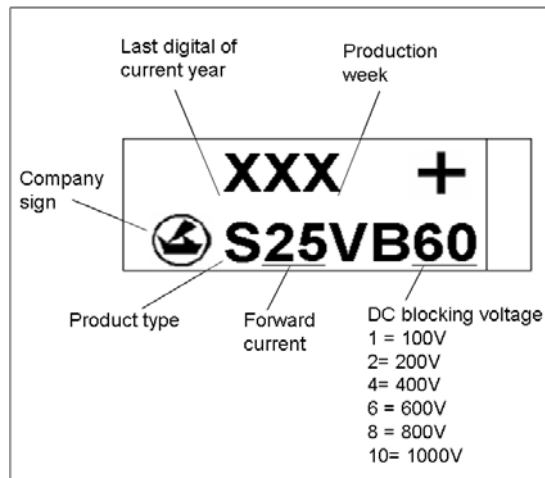 Last digital of
current year
Production
week
XXX +
Company
sign
S25VB60
Product type
Forward
current
DC blocking voltage
1 = 100V
2= 200V
4= 400V
6 = 600V
8 = 800V
10= 1000V